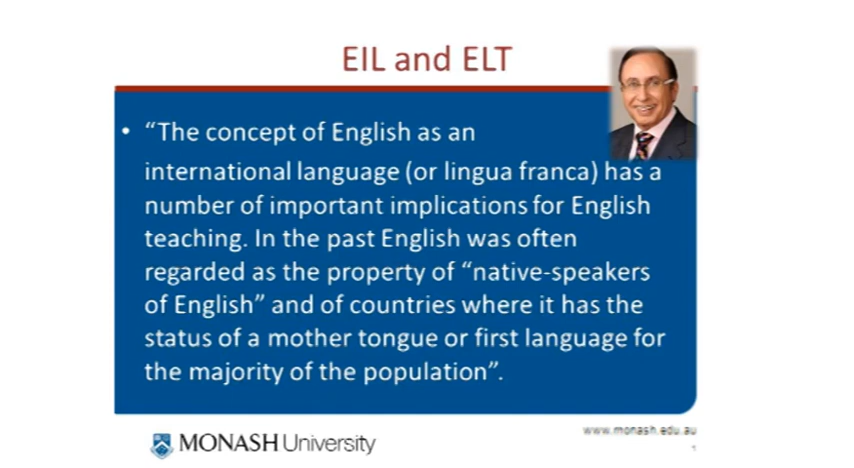 EIL and ELT
• “The concept of English as an
international language (or lingua franca) has a
number of important implications for English
teaching. In the past English was often
regarded as the property of “native-speakers
of English” and of countries where it has the
status of a mother tongue or first language for
the majority of the population”.
MONASH University
www.monash.edu.au
1